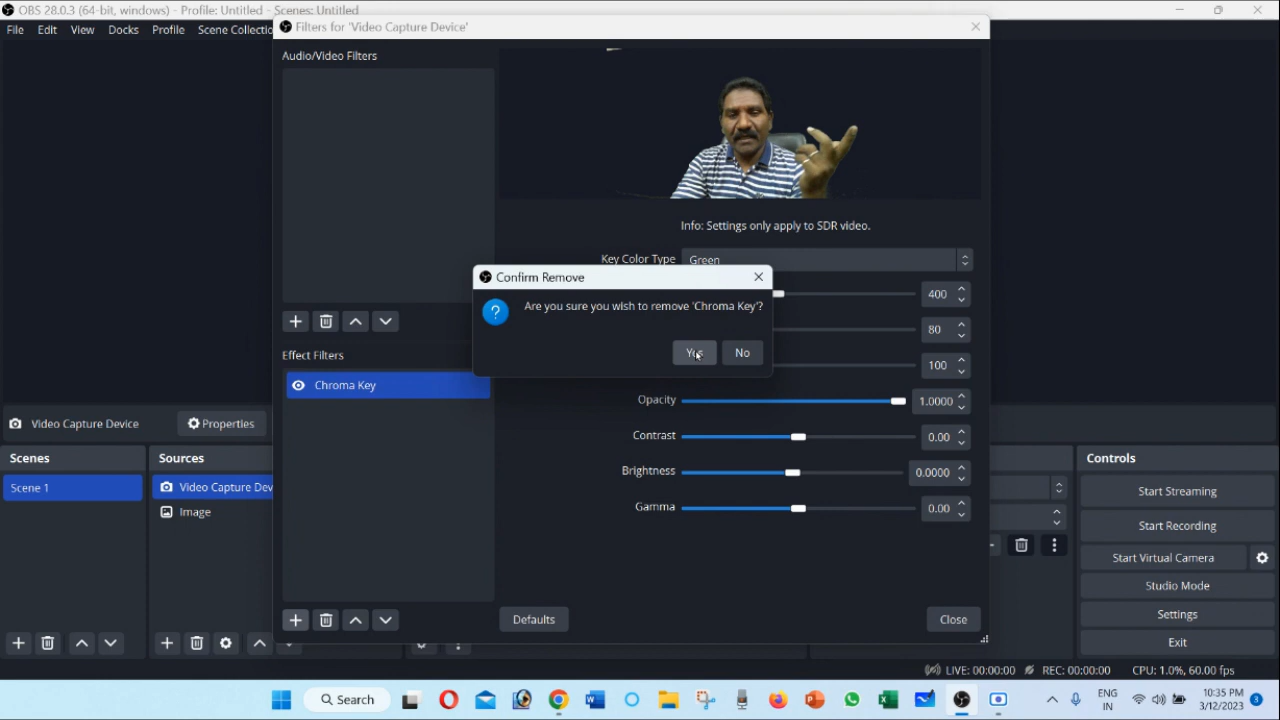 OBS 28.0.3 (64-bit, windows) - Profile: Untitled - Scenes: Untitled
File Edit View Docks Profile Scene Collectio
Filters for 'Video Capture Device'
Audio/Video Filters
Info: Settings only apply to SDR video.
Key Color Type Green
400
Confirm Remove
Are you sure you wish to remove 'Chroma Key'?
80
Yes No
Effect Filters
100
Chroma Key
Opacity 1.0000
Contrast 0.00
Brightness 0.0000
Gamma 0.00
Defaults Close
Video Capture Device Properties
Scenes Sources Controls
Scene 1
Video Capture Dev
Image
Start Streaming
Start Recording
Start Virtual Camera
Studio Mode
Settings
Exit
LIVE: 00:00:00 REC: 00:00:00 CPU: 1.0%, 60.00 fps
Search
ENG
IN
10:35 PM
3/12/2023
3